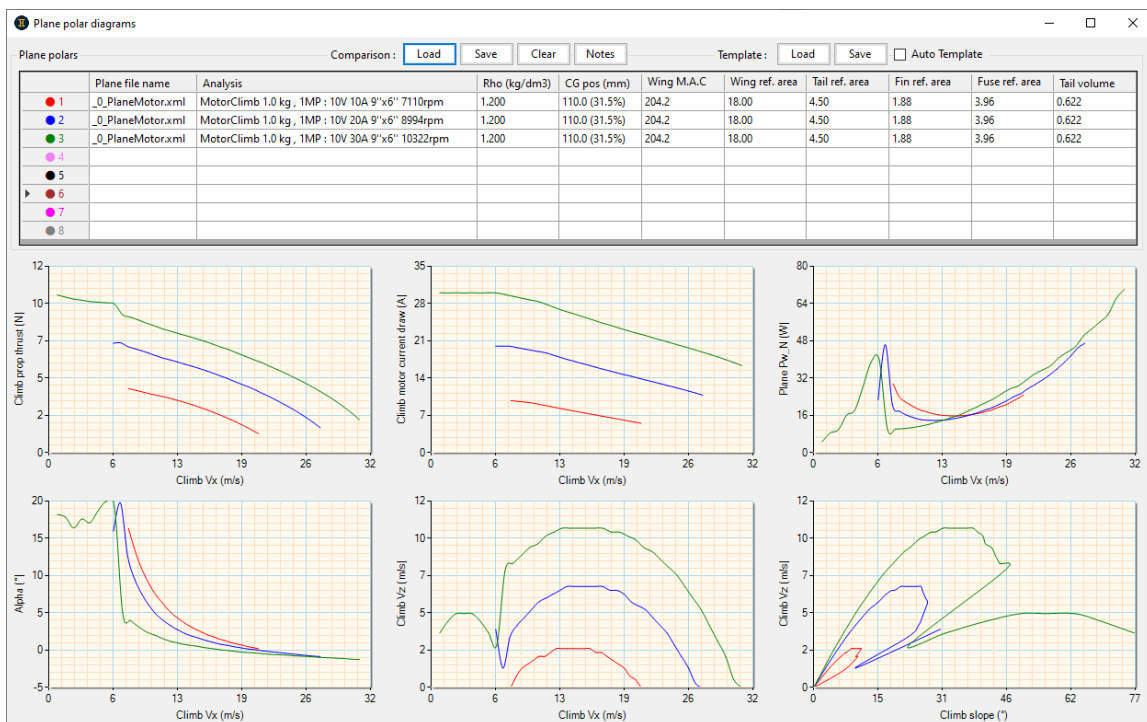 Plane polar diagrams
Plane polars Comparison : Load Save Clear Notes Template : Load Save Auto Template
Plane file name Analysis Rho (kg/dm3) CG pos (mm) Wing M.A.C Wing ref. area Tail ref. area Fin ref. area Fuse ref. area Tail volume
1 _0_PlaneMotor.xml MotorClimb 1.0 kg , 1MP : 10V 10A 9''x6'' 7110rpm 1.200 110.0 (31.5%) 204.2 18.00 4.50 1.88 3.96 0.622
2 _0_PlaneMotor.xml MotorClimb 1.0 kg , 1MP : 10V 20A 9''x6'' 8994rpm 1.200 110.0 (31.5%) 204.2 18.00 4.50 1.88 3.96 0.622
3 _0_PlaneMotor.xml MotorClimb 1.0 kg , 1MP : 10V 30A 9''x6'' 10322rpm 1.200 110.0 (31.5%) 204.2 18.00 4.50 1.88 3.96 0.622
4
5
6
7
8
Climb prop thrust [N]
12
10
7
5
2
0
0 6 13 19 26 32
Climb Vx (m/s)
Climb motor current draw [A]
35
28
21
14
7
0
0 6 13 19 26 32
Climb Vx (m/s)
Plane Pw_N [W]
80
64
48
32
16
0
0 6 13 19 26 32
Climb Vx (m/s)
Alpha [°]
20
15
10
5
0
-5
0 6 13 19 26 32
Climb Vx (m/s)
Climb Vz [m/s]
12
10
7
5
2
0
0 6 13 19 26 32
Climb Vx (m/s)
Climb Vz [m/s]
12
10
7
5
2
0
0 15 31 46 62 77
Climb slope (°)